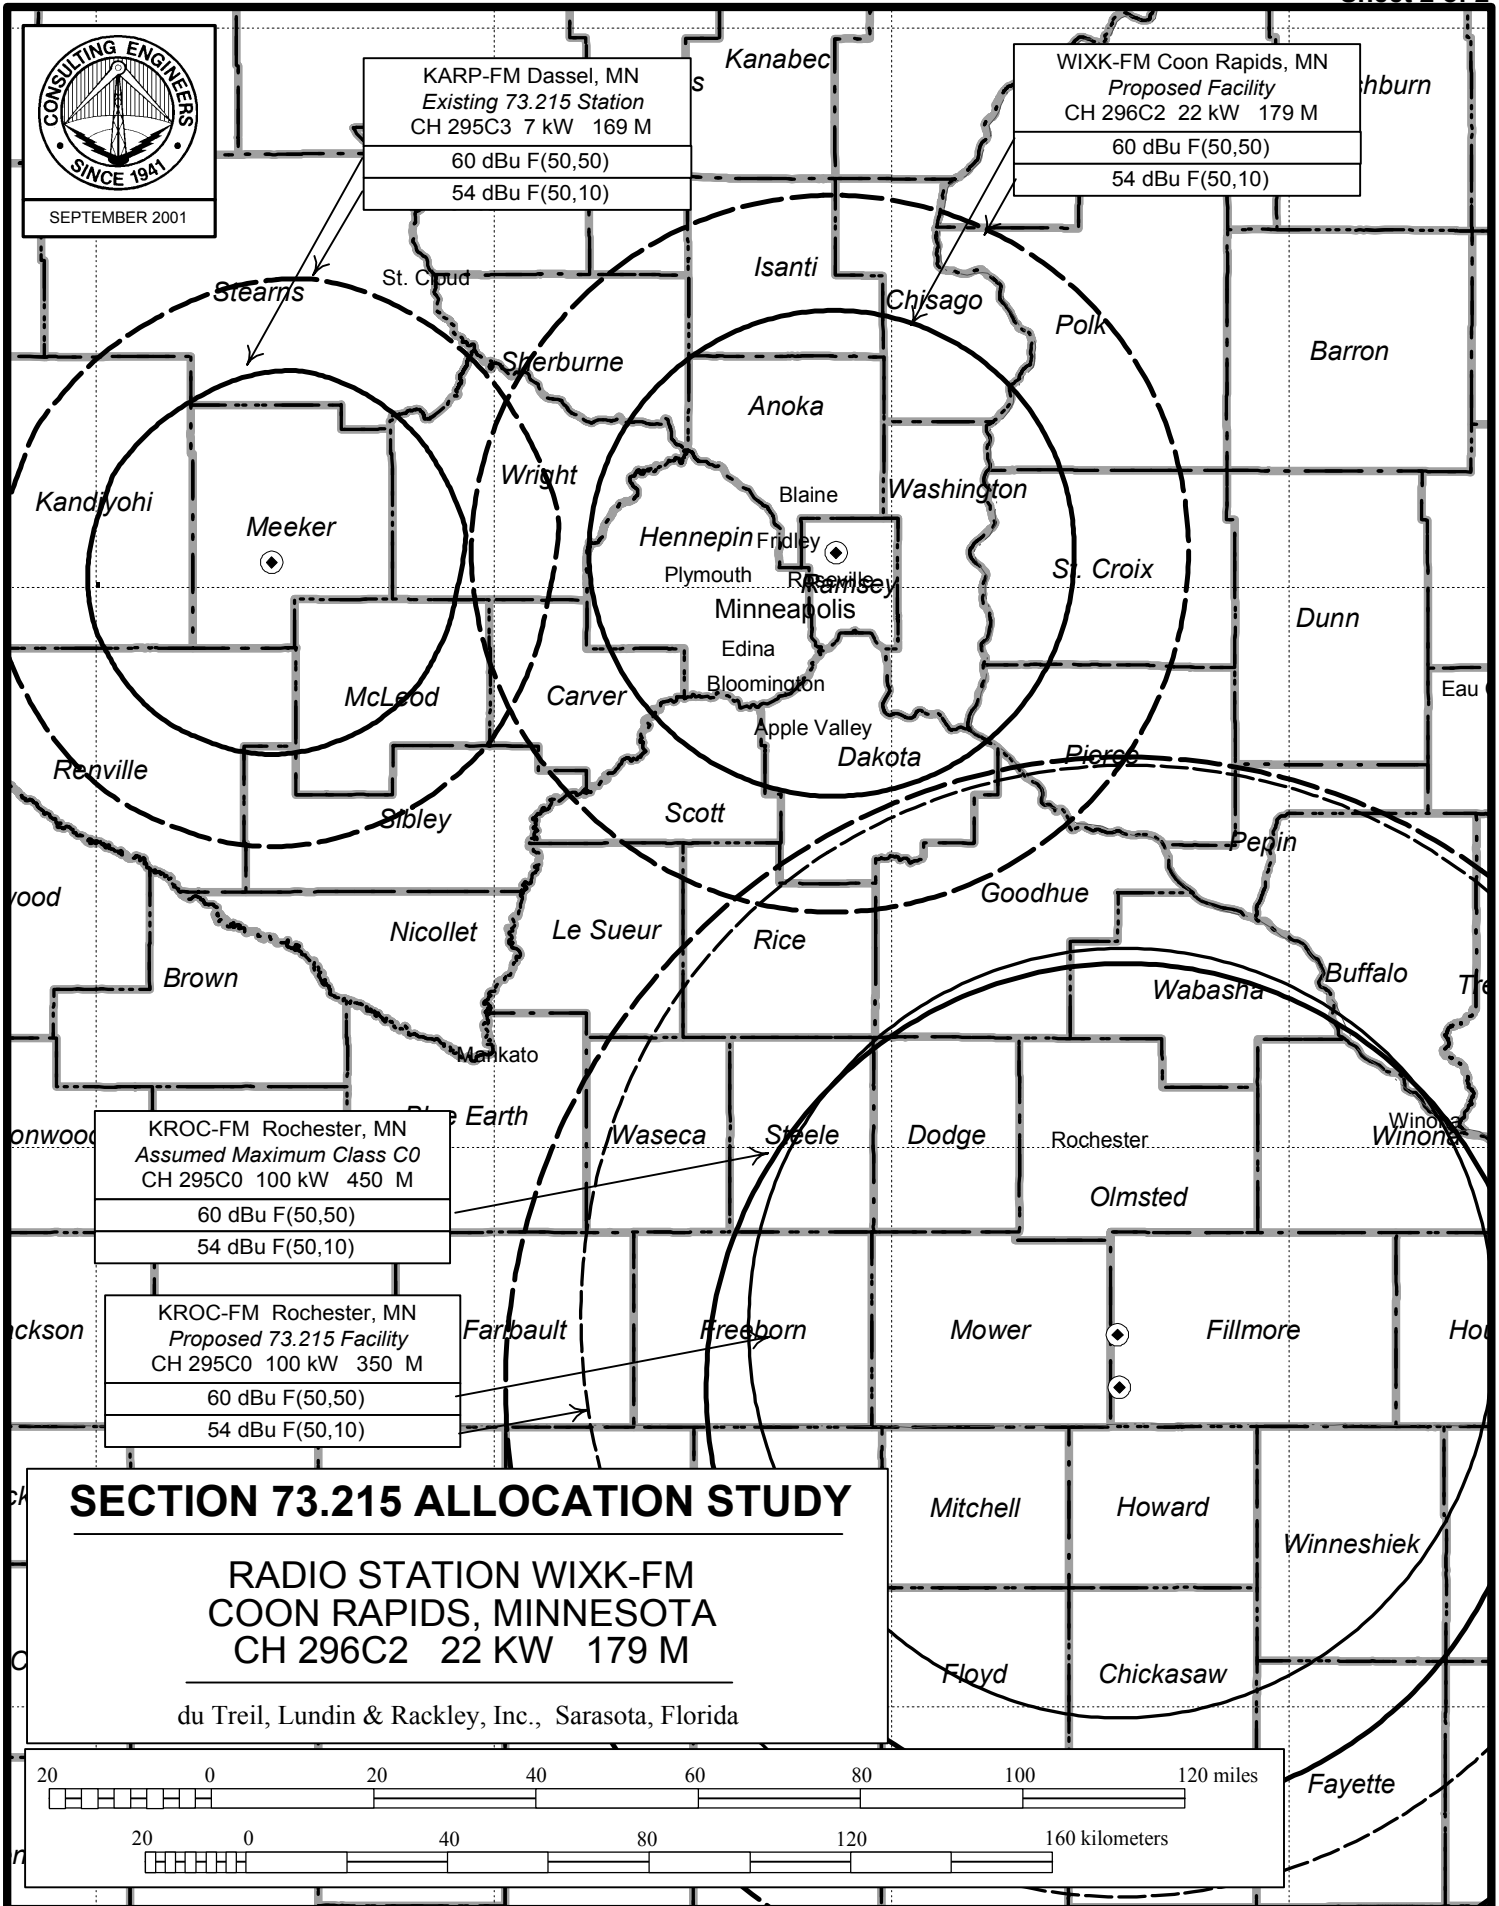 Sheet 2 of 2
CONSULTING ENGINEERS
• SINCE 1941 •
SEPTEMBER 2001
KARP-FM Dassel, MN
Existing 73.215 Station
CH 295C3 7 kW 169 M
60 dBu F(50,50)
54 dBu F(50,10)
WIXK-FM Coon Rapids, MN
Proposed Facility
CH 296C2 22 kW 179 M
60 dBu F(50,50)
54 dBu F(50,10)
Kanabec
s
shburn
Isanti
St. Cloud
Stearns
Chisago
Polk
Barron
Sherburne
Anoka
Wright
Kandiyohi
Blaine
Washington
Meeker
Hennepin
Fridley
Plymouth
Roseville
Ramsey
St. Croix
Minneapolis
Dunn
Edina
Bloomington
McLeod
Carver
Eau
Apple Valley
Dakota
Pierce
Renville
Scott
Sibley
Pepin
wood
Goodhue
Nicollet
Le Sueur
Rice
Brown
Buffalo
Wabasha
Tre
Mankato
Blue Earth
onwood
Waseca
Steele
Dodge
Rochester
Winona
Winona
Olmsted
KROC-FM Rochester, MN
Assumed Maximum Class C0
CH 295C0 100 kW 450 M
60 dBu F(50,50)
54 dBu F(50,10)
KROC-FM Rochester, MN
Proposed 73.215 Facility
CH 295C0 100 kW 350 M
60 dBu F(50,50)
54 dBu F(50,10)
ackson
Faribault
Freeborn
Mower
Fillmore
Hou
Mitchell
Howard
Winneshiek
Floyd
Chickasaw
Fayette
SECTION 73.215 ALLOCATION STUDY
RADIO STATION WIXK-FM
COON RAPIDS, MINNESOTA
CH 296C2 22 KW 179 M
du Treil, Lundin & Rackley, Inc., Sarasota, Florida
20 0 20 40 60 80 100 120 miles
20 0 40 80 120 160 kilometers